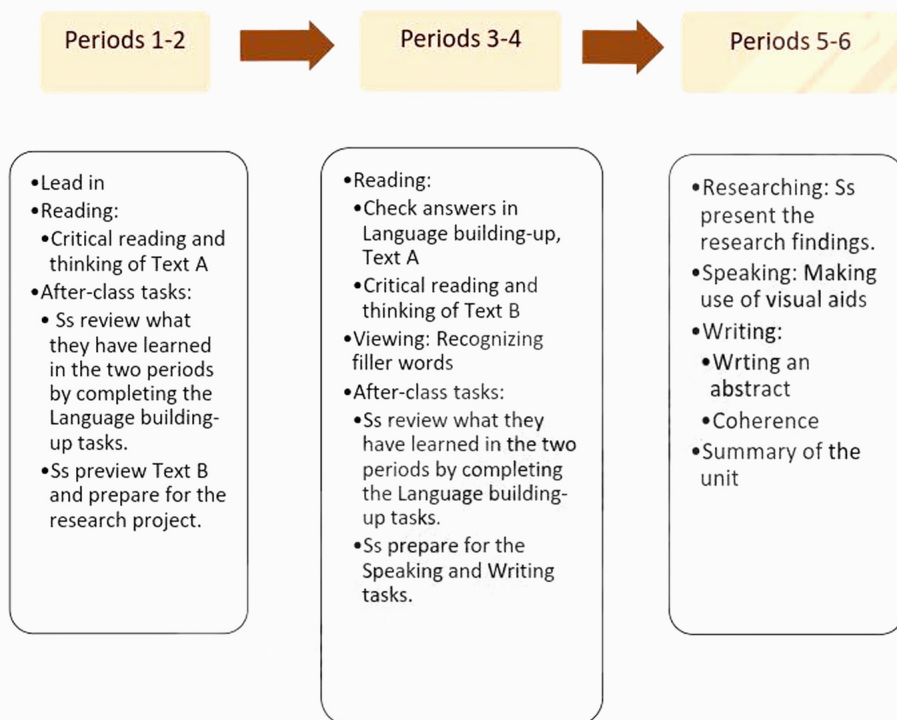 Periods 1-2
Periods 3-4
Periods 5-6
•Lead in
•Reading:
•Critical reading and
thinking of Text A
•After-class tasks:
• Ss review what
they have learned
in the two periods
by completing the
Language building-
up tasks.
•Ss preview Text B
and prepare for the
research project.
•Reading:
•Check answers in
Language building-up,
Text A
•Critical reading and
thinking of Text B
•Viewing: Recognizing
filler words
•After-class tasks:
•Ss review what they
have learned in the two
periods by completing
the Language building-
up tasks.
•Ss prepare for the
Speaking and Writing
tasks.
•Researching: Ss
present the
research findings.
•Speaking: Making
use of visual aids
•Writing:
•Wrting an
abstract
•Coherence
•Summary of the
unit